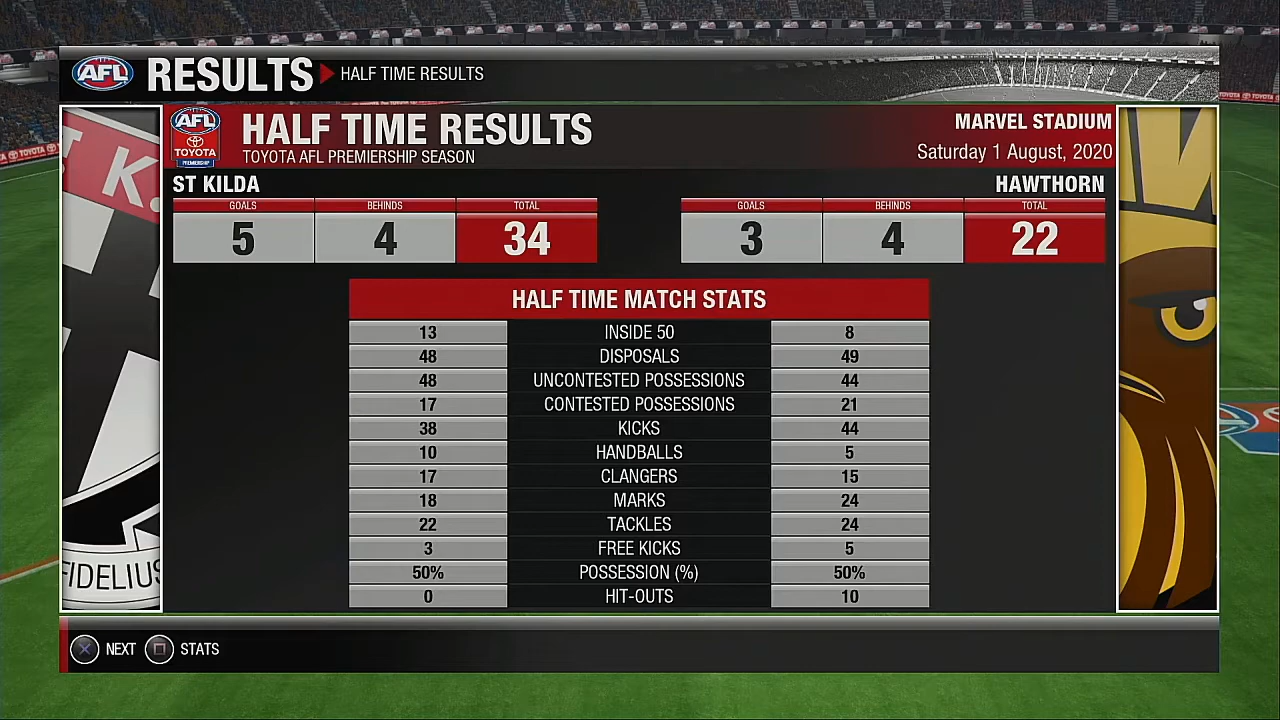 AFL RESULTS HALF TIME RESULTS
AFL
TOYOTA
PREMIERSHIP
HALF TIME RESULTS
TOYOTA AFL PREMIERSHIP SEASON
MARVEL STADIUM
Saturday 1 August, 2020
ST KILDA
HAWTHORN
GOALS BEHINDS TOTAL
GOALS BEHINDS TOTAL
5 4 34
3 4 22
HALF TIME MATCH STATS
13 INSIDE 50 8
48 DISPOSALS 49
48 UNCONTESTED POSSESSIONS 44
17 CONTESTED POSSESSIONS 21
38 KICKS 44
10 HANDBALLS 5
17 CLANGERS 15
18 MARKS 24
22 TACKLES 24
3 FREE KICKS 5
50% POSSESSION (%) 50%
0 HIT-OUTS 10
T K.
FIDELIUS
NEXT STATS
TOYOTA